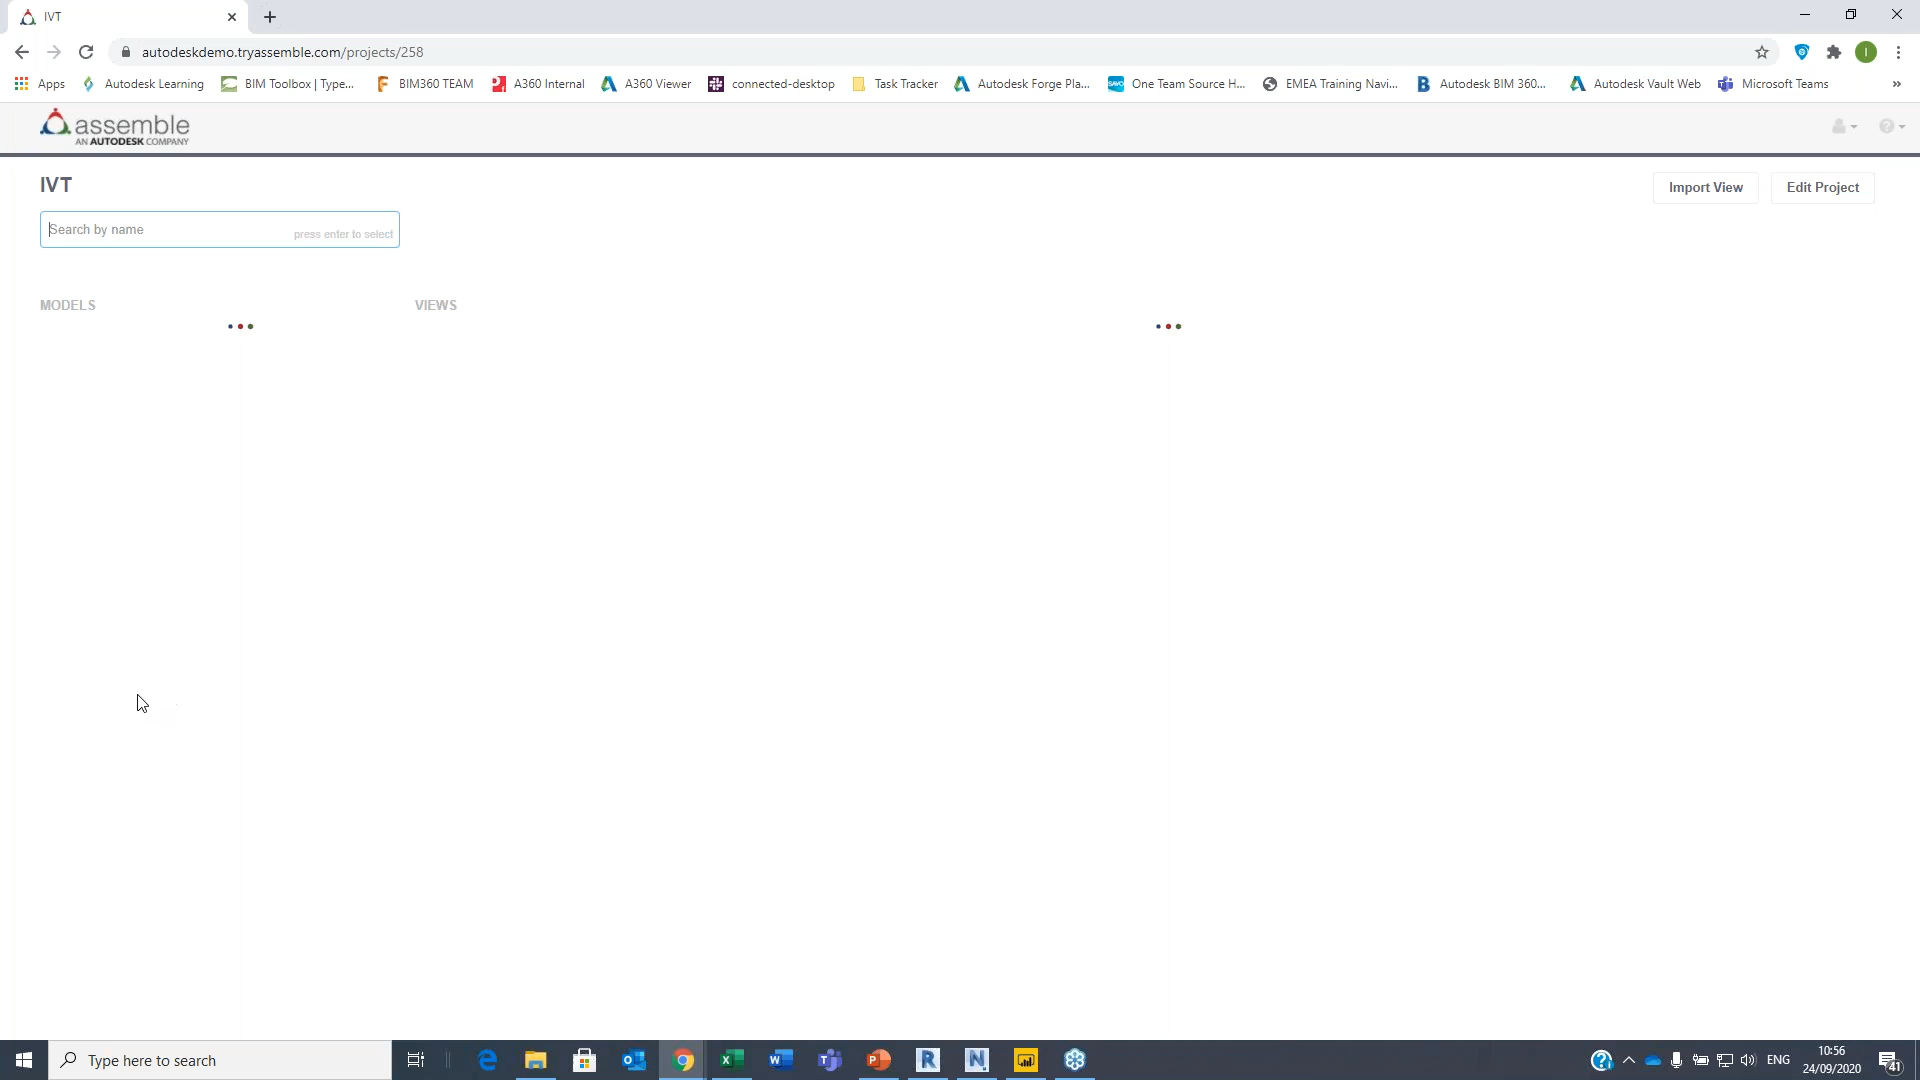 IVT
autodeskdemo.tryassemble.com/projects/258
Apps Autodesk Learning BIM Toolbox | Type... BIM360 TEAM A360 Internal A360 Viewer connected-desktop Task Tracker Autodesk Forge Pla... One Team Source H... EMEA Training Navi... Autodesk BIM 360... Autodesk Vault Web Microsoft Teams »
assemble
AN AUTODESK COMPANY
IVT
Import View Edit Project
Search by name press enter to select
MODELS VIEWS
Type here to search
ENG
10:56
24/09/2020
41